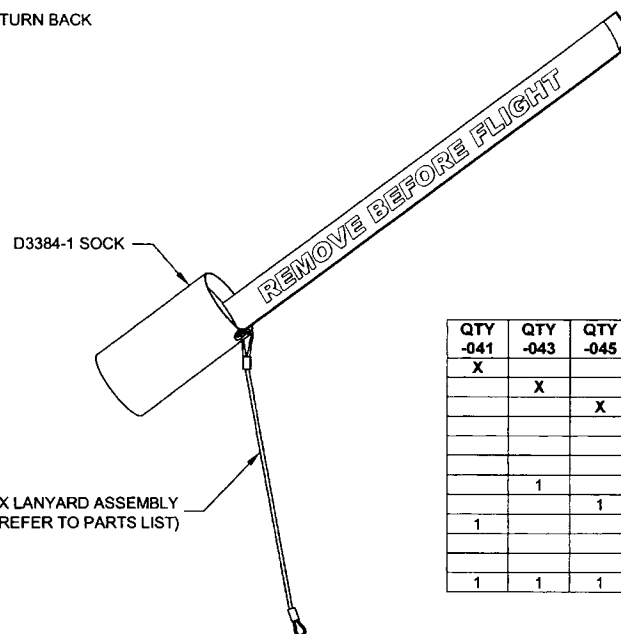 TURN BACK
REMOVE BEFORE FLIGHT
D3384-1 SOCK
X LANYARD ASSEMBLY
REFER TO PARTS LIST)
QTY -041 QTY -043 QTY -045
X
X
X
1
1
1
1 1 1